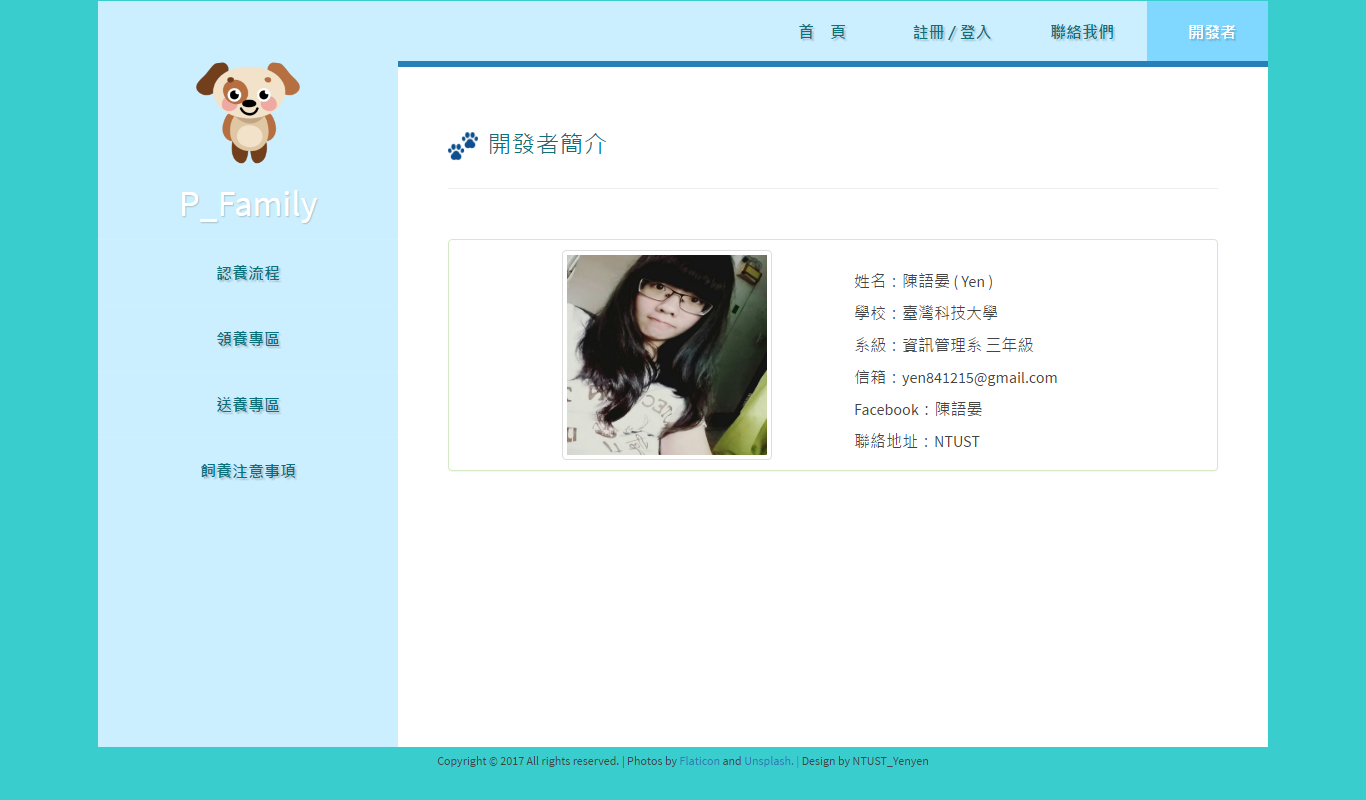 首　頁
註冊 / 登入
聯絡我們
開發者
P_Family
認養流程
領養專區
送養專區
飼養注意事項
開發者簡介
姓名：陳語晏 ( Yen )
學校：臺灣科技大學
系級：資訊管理系 三年級
信箱：yen841215@gmail.com
Facebook：陳語晏
聯絡地址：NTUST
Copyright © 2017 All rights reserved. | Photos by Flaticon and Unsplash. | Design by NTUST_Yenyen